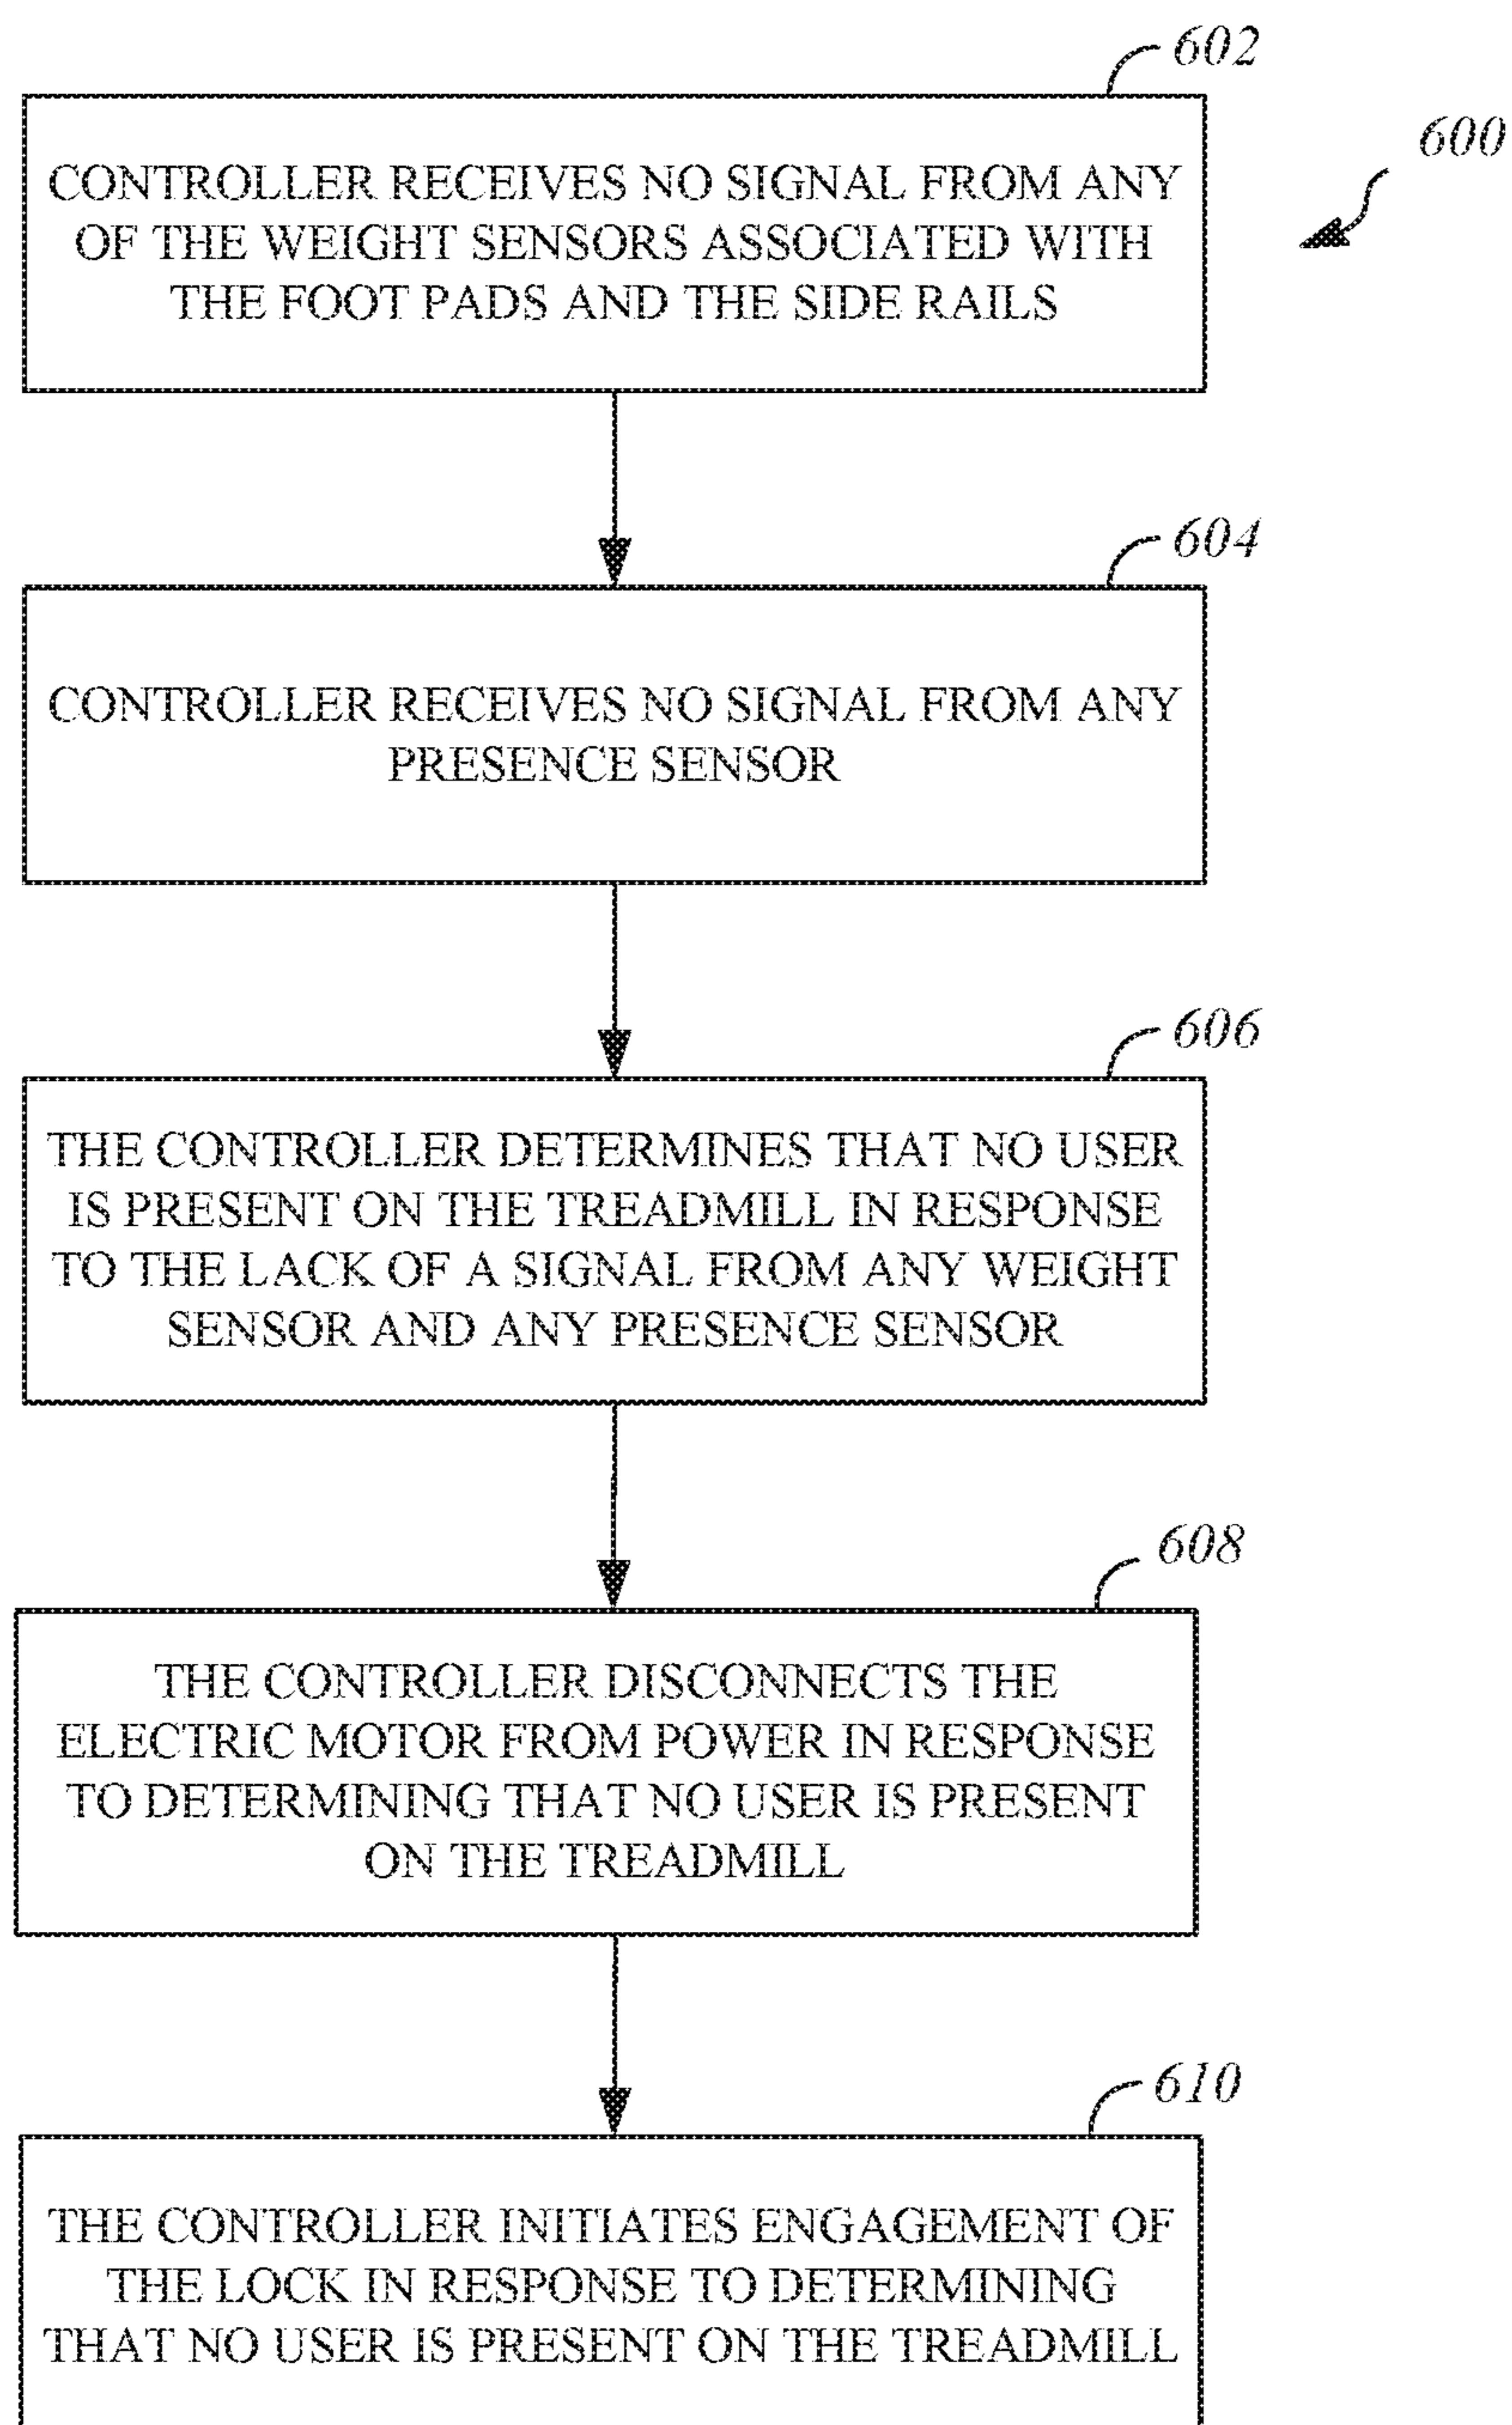 602
600
CONTROLLER RECEIVES NO SIGNAL FROM ANY
OF THE WEIGHT SENSORS ASSOCIATED WITH
THE FOOT PADS AND THE SIDE RAILS
604
CONTROLLER RECEIVES NO SIGNAL FROM ANY
PRESENCE SENSOR
606
THE CONTROLLER DETERMINES THAT NO USER
IS PRESENT ON THE TREADMILL IN RESPONSE
TO THE LACK OF A SIGNAL FROM ANY WEIGHT
SENSOR AND ANY PRESENCE SENSOR
608
THE CONTROLLER DISCONNECTS THE
ELECTRIC MOTOR FROM POWER IN RESPONSE
TO DETERMINING THAT NO USER IS PRESENT
ON THE TREADMILL
610
THE CONTROLLER INITIATES ENGAGEMENT OF
THE LOCK IN RESPONSE TO DETERMINING
THAT NO USER IS PRESENT ON THE TREADMILL